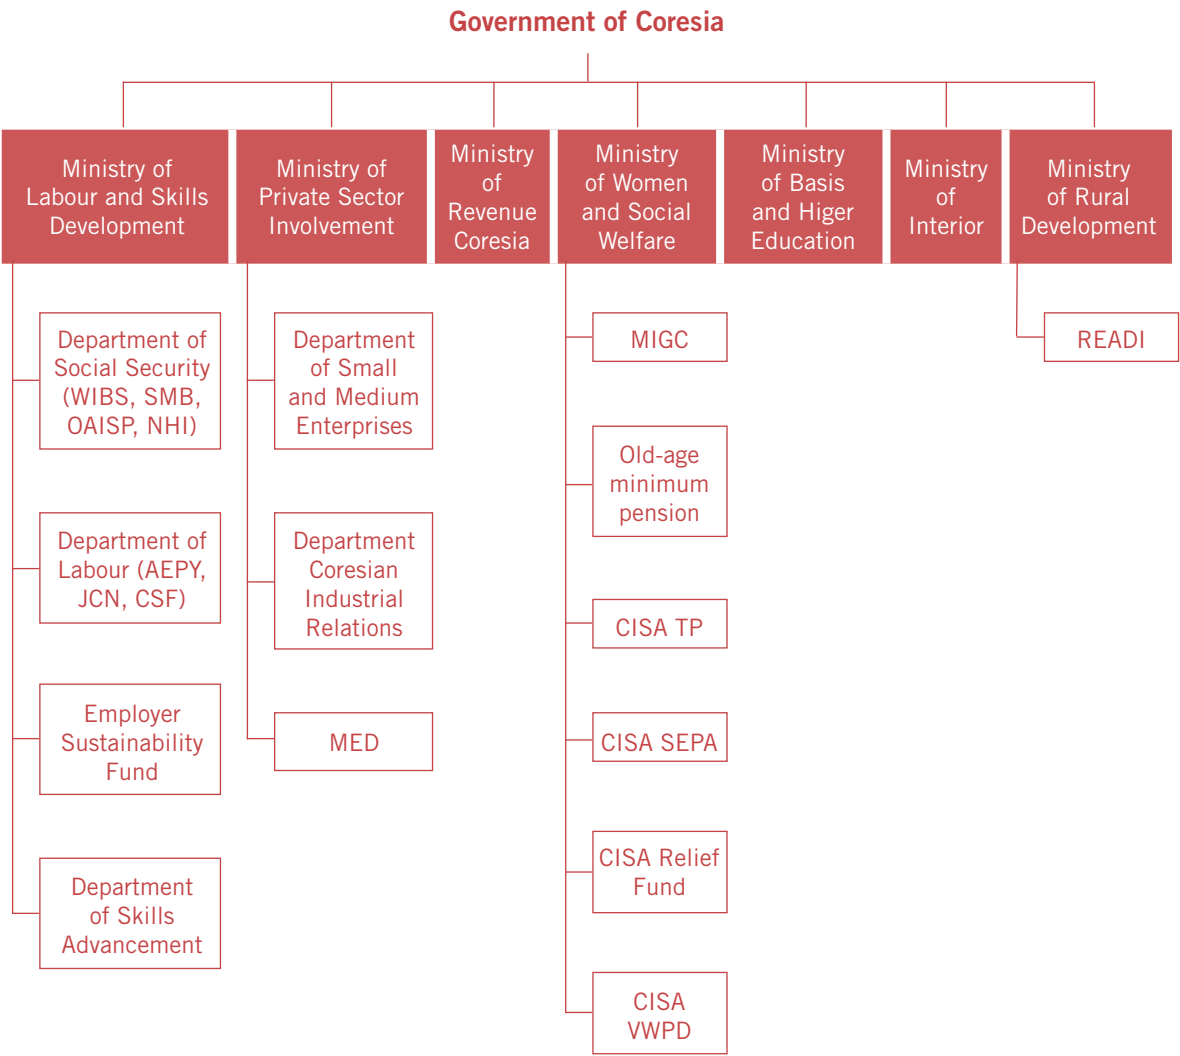 Government of Coresia
Ministry of
Labour and Skills
Development
Ministry of
Private Sector
Involvement
Ministry
of
Revenue
Coresia
Ministry
of Women
and Social
Welfare
Ministry
of Basis
and Higer
Education
Ministry
of
Interior
Ministry
of Rural
Development
Department of
Social Security
(WIBS, SMB,
OAISP, NHI)
Department of
Labour (AEPY,
JCN, CSF)
Employer
Sustainability
Fund
Department
of Skills
Advancement
Department
of Small
and Medium
Enterprises
Department
Coresian
Industrial
Relations
MED
MIGC
Old-age
minimum
pension
CISA TP
CISA SEPA
CISA Relief
Fund
CISA
VWPD
READI